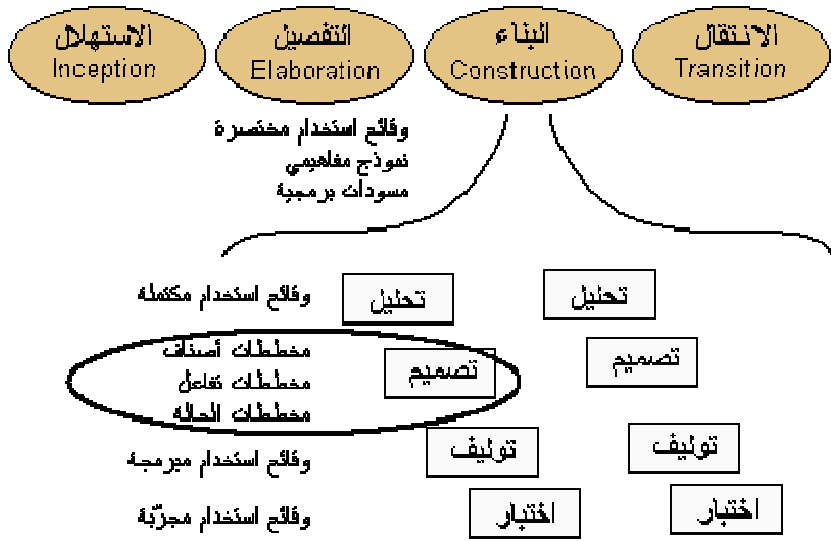 الاستهلال
Inception
التفصيل
Elaboration
البناء
Construction
الانتقال
Transition
وقائع استخدام مختصرة
نموذج مفاهيمي
مسودات برمجية
وقائع استخدام مكتملة
تحليل
تحليل
مخططات أصناف
مخططات تفاعل
مخططات الحالة
تصميم
تصميم
وقائع استخدام مبرمجة
توليف
توليف
وقائع استخدام مجرّبة
اختبار
اختبار